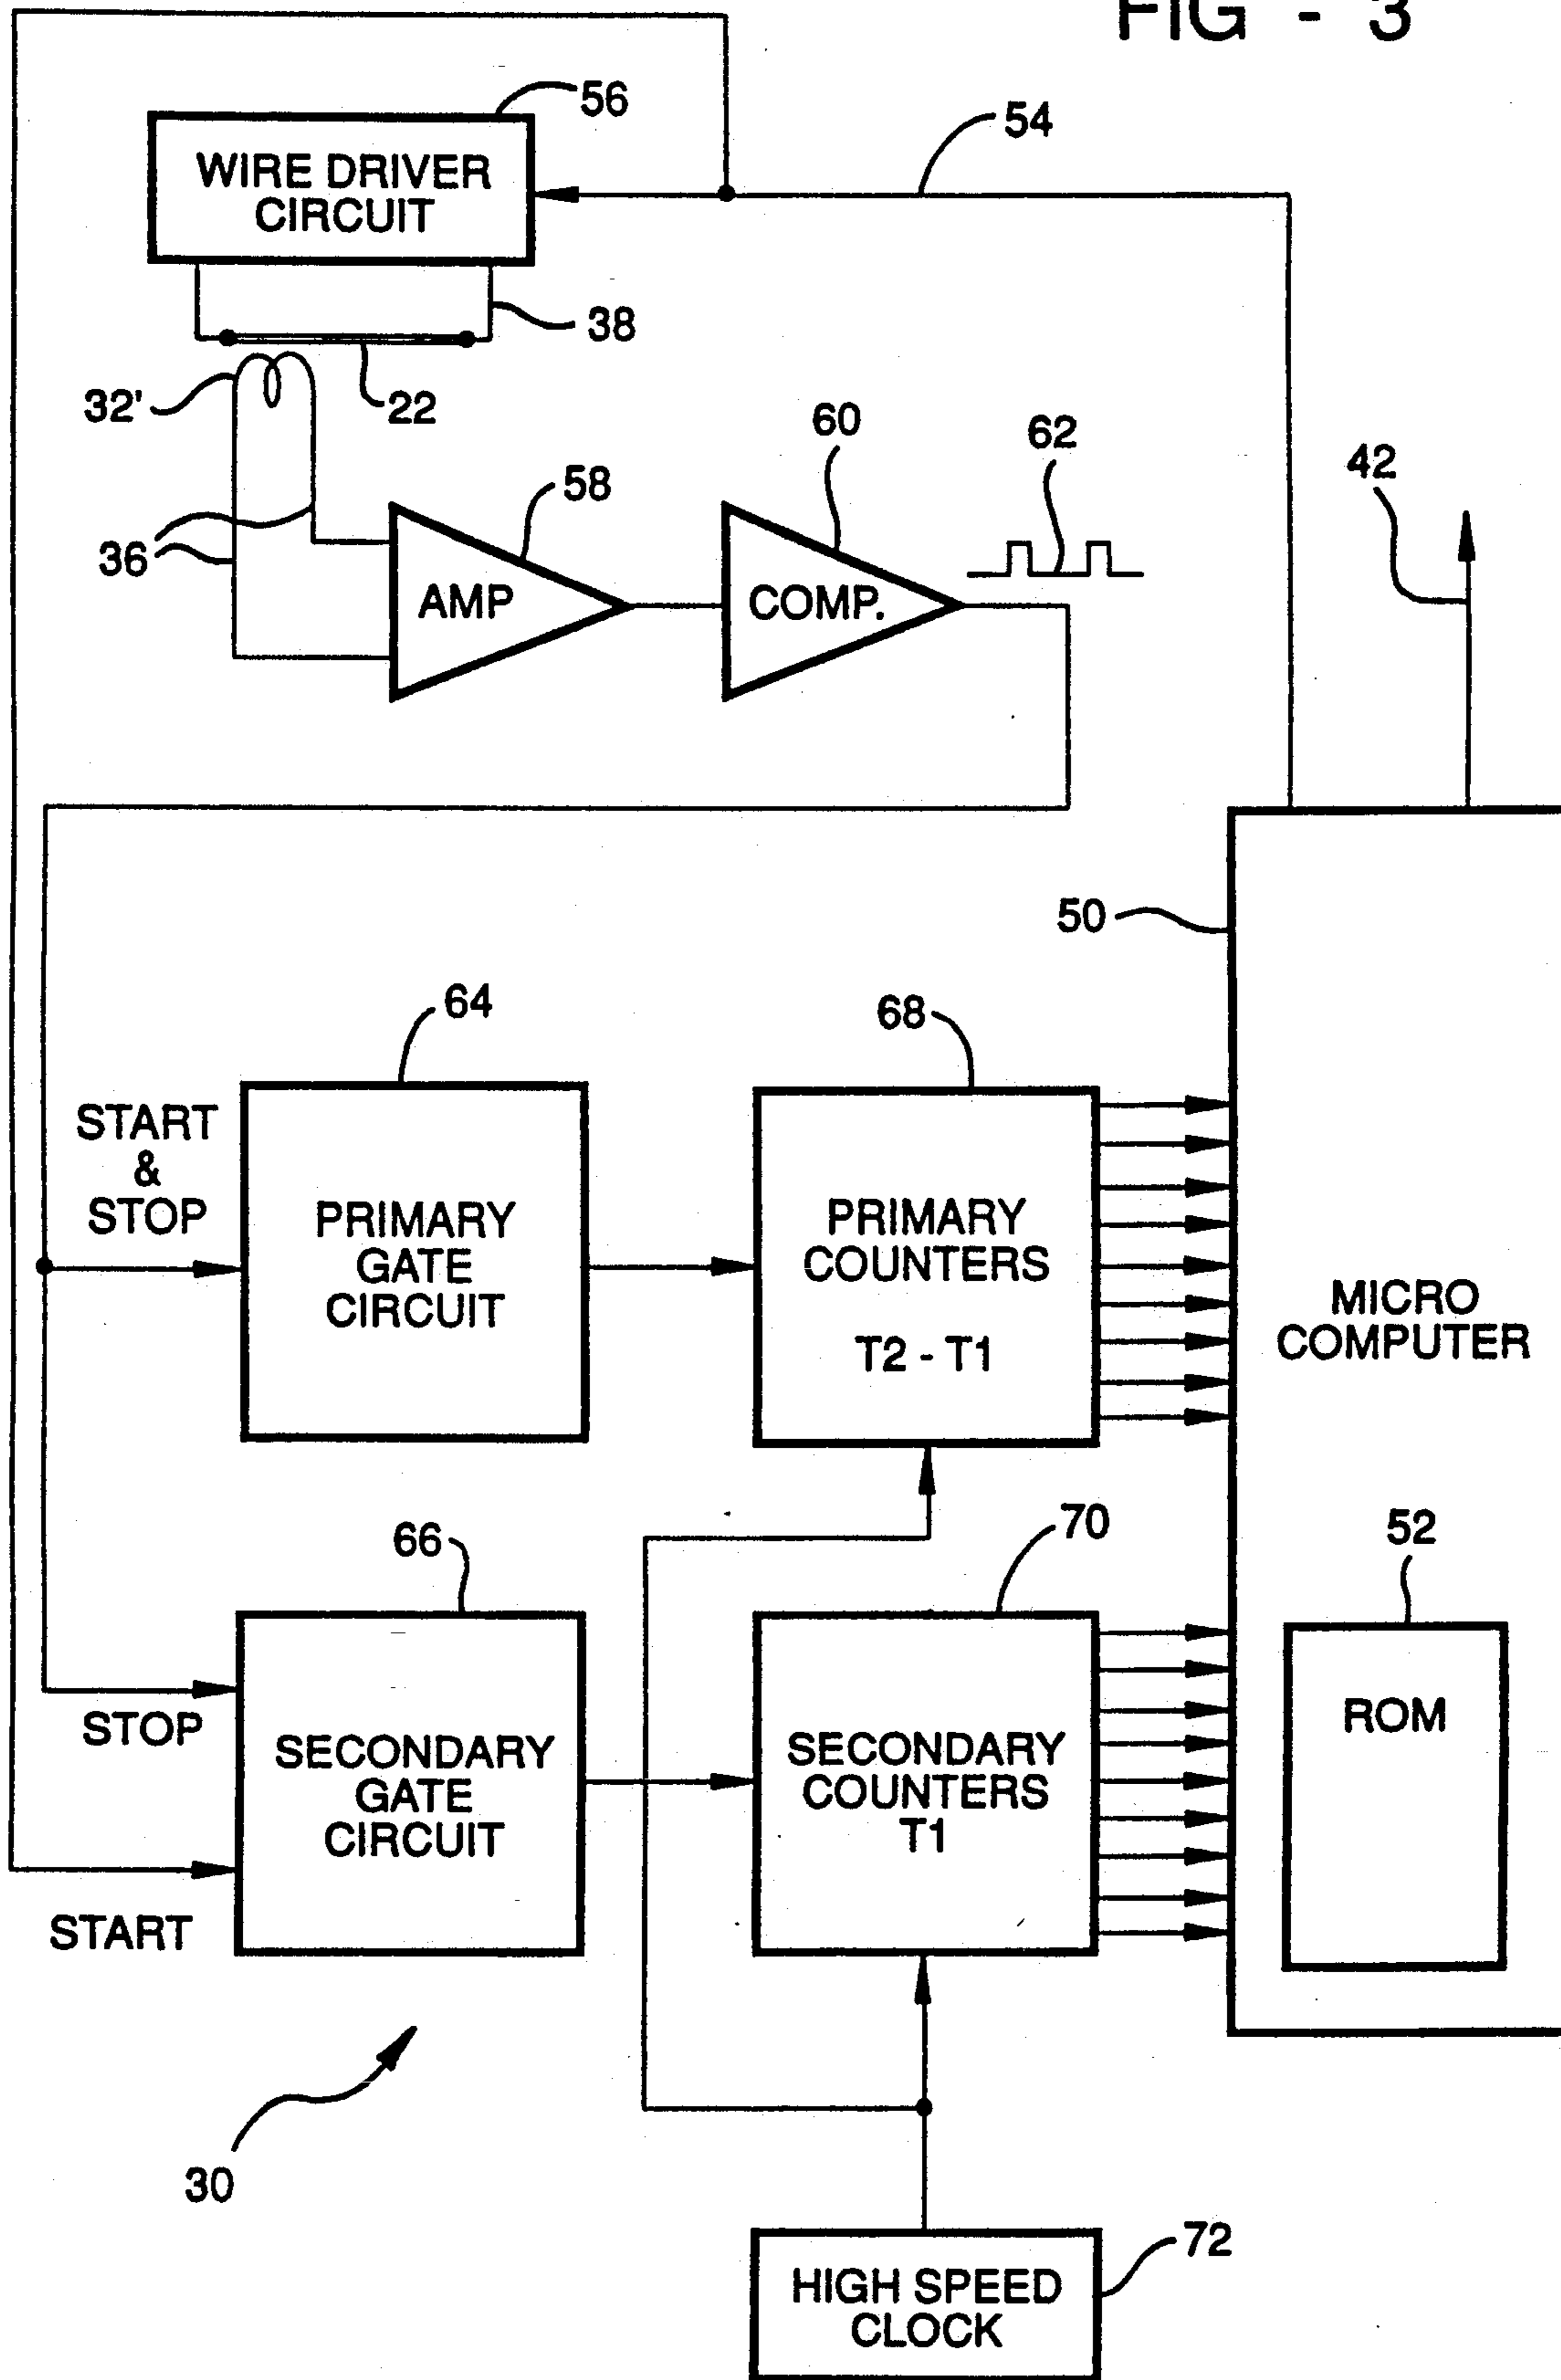 FIG - 3
56
54
WIRE DRIVER
CIRCUIT
38
32'
22
60
62
42
58
36
AMP
COMP.
50
64
68
START
&
STOP
PRIMARY
GATE
CIRCUIT
PRIMARY
COUNTERS
T2 - T1
MICRO
COMPUTER
66
70
52
STOP
SECONDARY
GATE
CIRCUIT
SECONDARY
COUNTERS
T1
ROM
START
30
72
HIGH SPEED
CLOCK